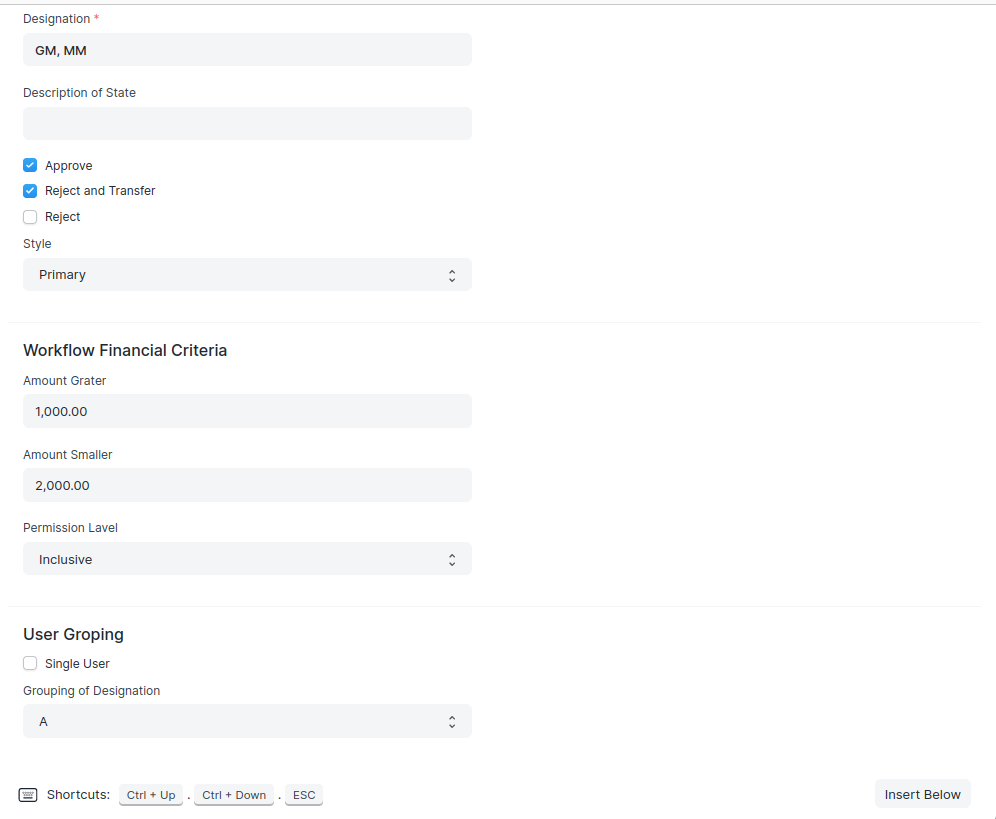 Designation *
GM, MM
Description of State
Approve
Reject and Transfer
Reject
Style
Primary
Workflow Financial Criteria
Amount Grater
1,000.00
Amount Smaller
2,000.00
Permission Lavel
Inclusive
User Groping
Single User
Grouping of Designation
A
Shortcuts: Ctrl + Up . Ctrl + Down . ESC Insert Below